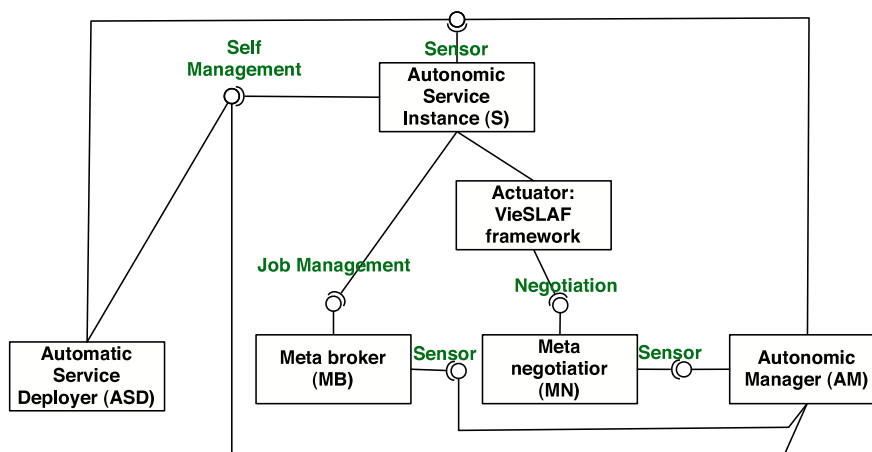 Self
Management
Sensor
Autonomic
Service
Instance (S)
Actuator:
VieSLAF
framework
Job Management
Negotiation
Automatic
Service
Deployer (ASD)
Meta broker
(MB)
Sensor
Meta
negotiatior
(MN)
Sensor
Autonomic
Manager (AM)